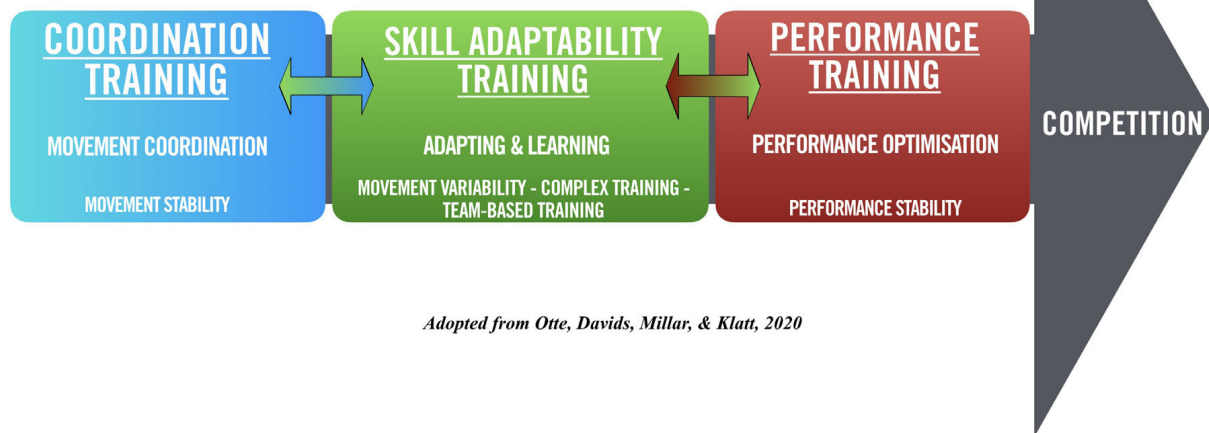 COORDINATION
TRAINING
MOVEMENT COORDINATION
MOVEMENT STABILITY
SKILL ADAPTABILITY
TRAINING
ADAPTING & LEARNING
MOVEMENT VARIABILITY - COMPLEX TRAINING -
TEAM-BASED TRAINING
PERFORMANCE
TRAINING
PERFORMANCE OPTIMISATION
PERFORMANCE STABILITY
COMPETITION
Adopted from Otte, Davids, Millar, & Klatt, 2020